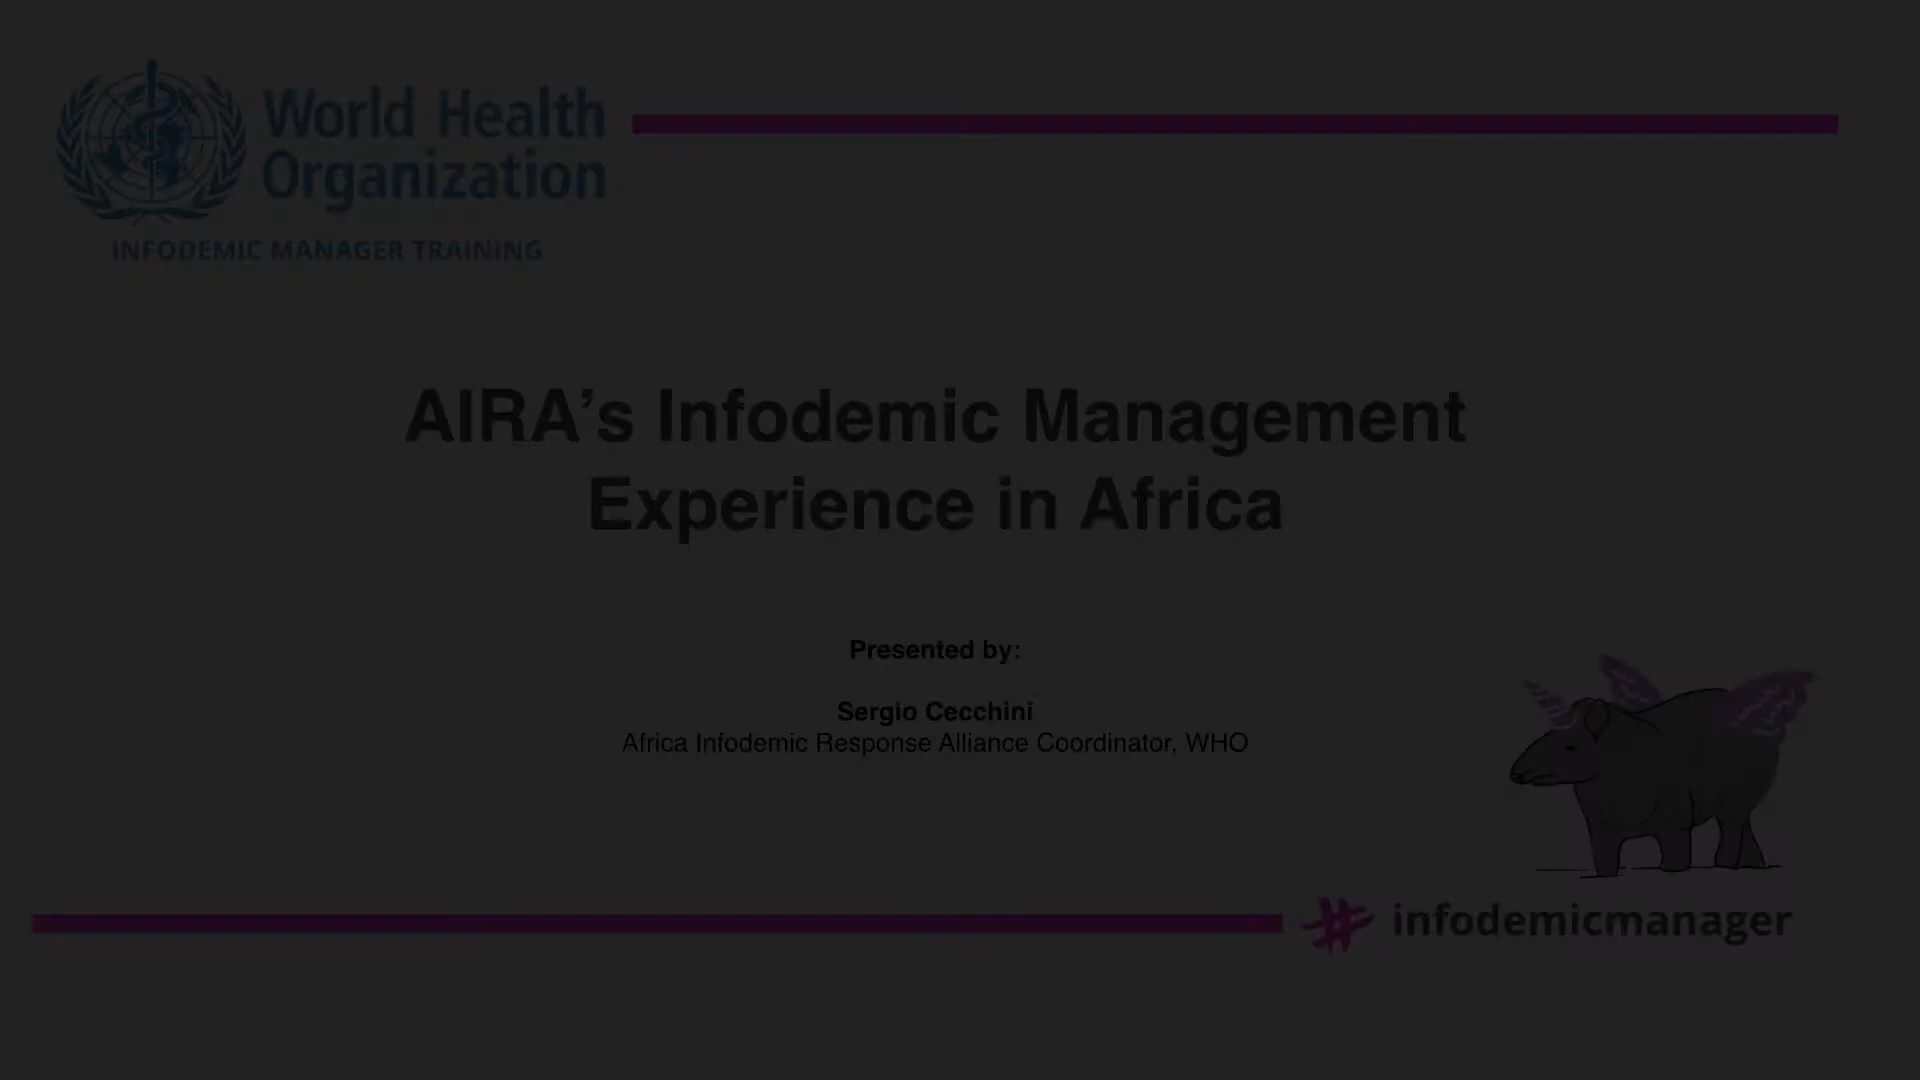 World Health
Organization
INFODEMIC MANAGER TRAINING
AIRA’s Infodemic Management
Experience in Africa
Presented by:
Sergio Cecchini
Africa Infodemic Response Alliance Coordinator, WHO
# infodemicmanager